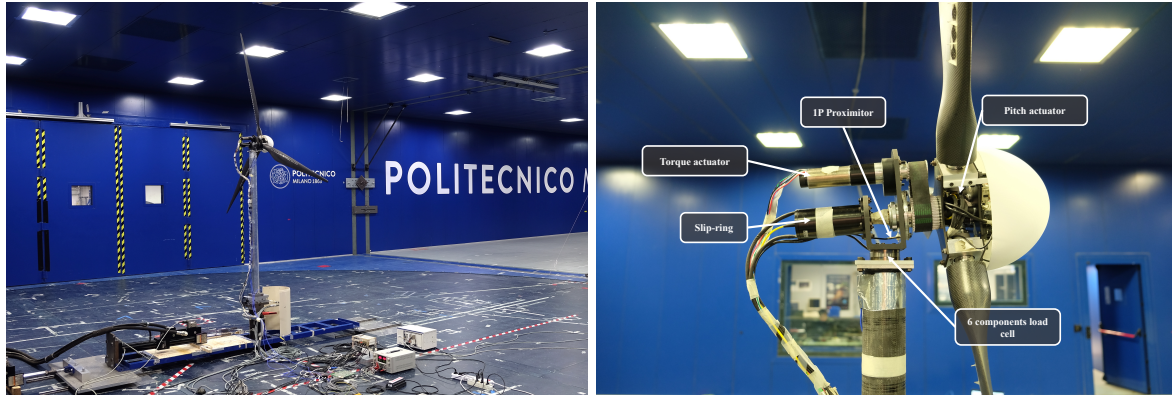 POLITECNICO
MILANO 1863
POLITECNICO M
1P Proximitor
Pitch actuator
Torque actuator
Slip-ring
6 components load
cell